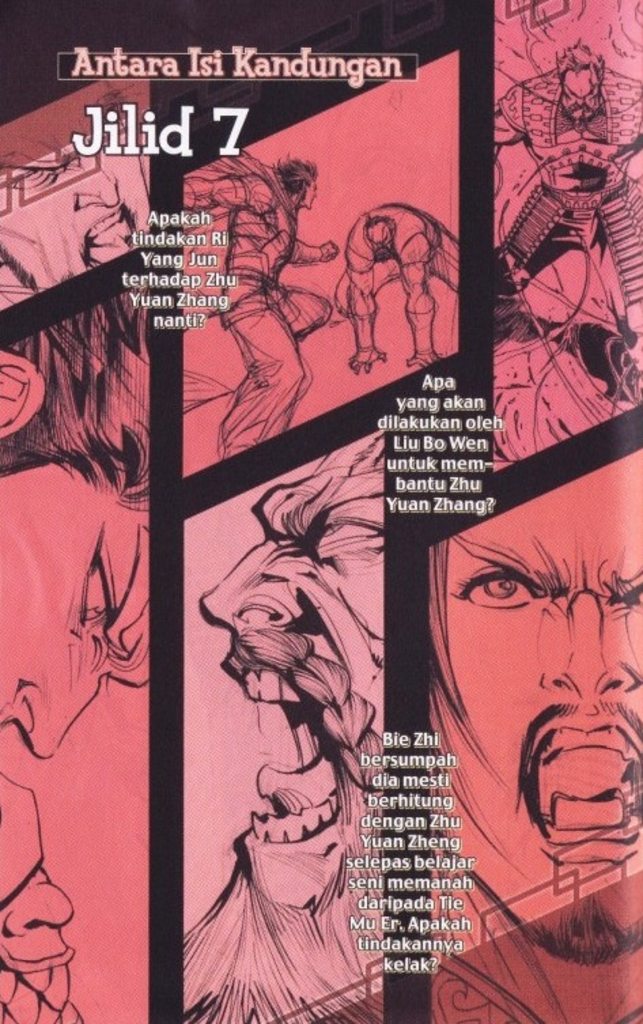 Antara Isi Kandungan
Jilid 7
Apakah
tindakan Ri
Yang Jun
terhadap Zhu
Yuan Zhang
nanti?
Apa
yang akan
dilakukan oleh
Liu Bo Wen
untuk mem-
bantu Zhu
Yuan Zhang?
Bie Zhi
bersumpah
dia mesti
berhitung
dengan Zhu
Yuan Zheng
selepas belajar
seni memanah
daripada Tie
Mu Er. Apakah
tindakannya
kelak?